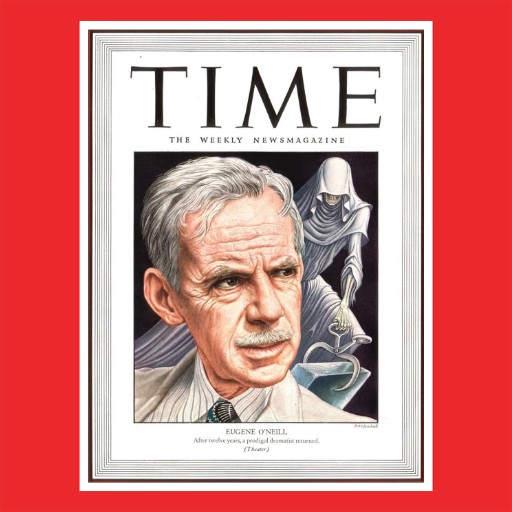 TIME
THE WEEKLY NEWSMAGAZINE
EUGENE O'NEILL
After twelve years, a prodigal dramatist returned.
(Theater)